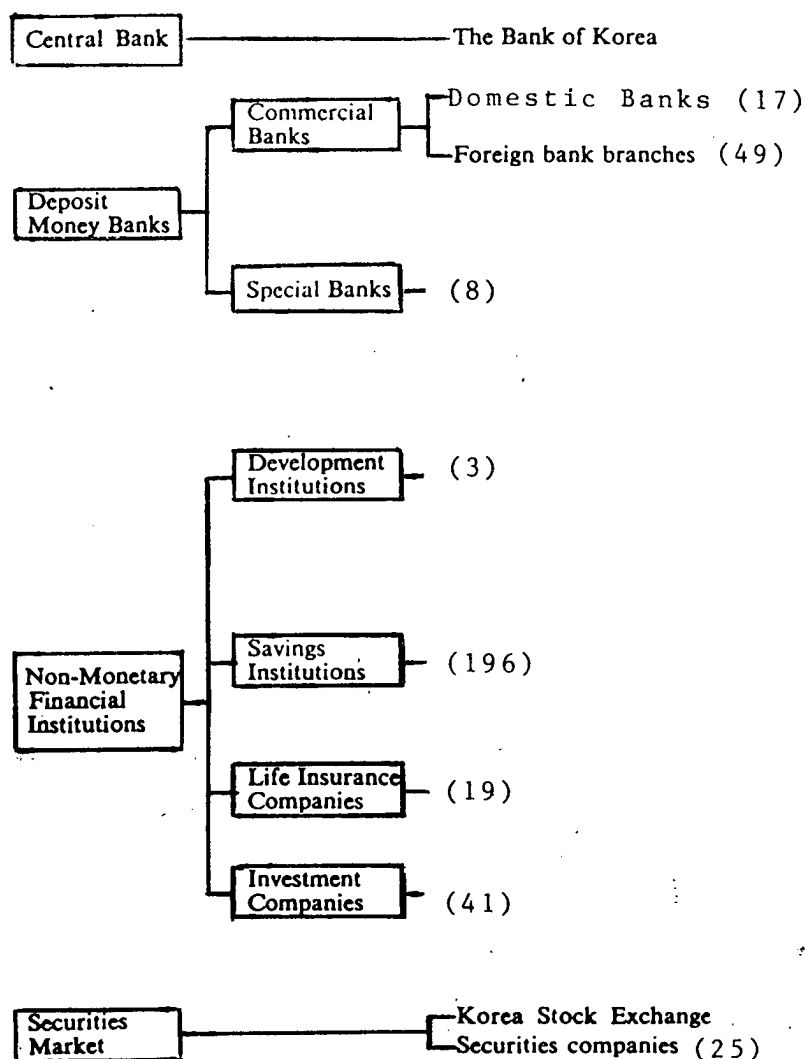 Central Bank
The Bank of Korea
Commercial
Banks
Domestic Banks (17)
Foreign bank branches (49)
Deposit
Money Banks
Special Banks
(8)
Development
Institutions
(3)
Savings
Institutions
(196)
Non-Monetary
Financial
Institutions
Life Insurance
Companies
(19)
Investment
Companies
(41)
Securities
Market
Korea Stock Exchange
Securities companies (25)